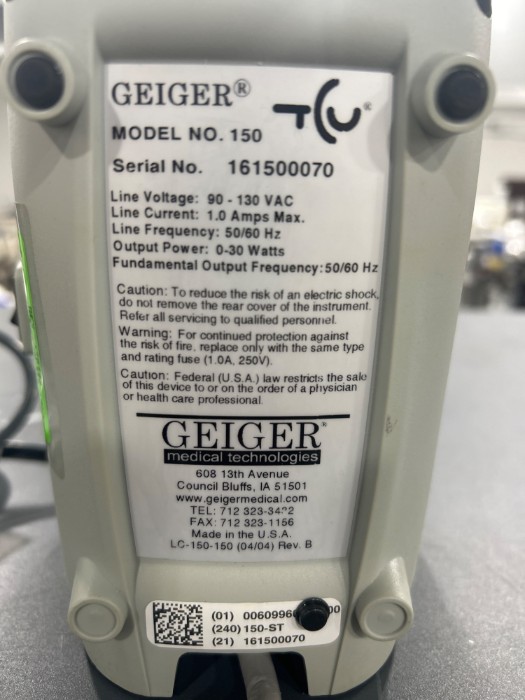 GEIGER®
TCU®
MODEL NO. 150
Serial No. 161500070
Line Voltage: 90 - 130 VAC
Line Current: 1.0 Amps Max.
Line Frequency: 50/60 Hz
Output Power: 0-30 Watts
Fundamental Output Frequency: 50/60 Hz
Caution: To reduce the risk of an electric shock,
do not remove the rear cover of the instrument.
Refer all servicing to qualified personnel.
Warning: For continued protection against
the risk of fire, replace only with the same type
and rating fuse (1.0A, 250V).
Caution: Federal (U.S.A.) law restricts the sale
of this device to or on the order of a physician
or health care professional.
GEIGER®
medical technologies
608 13th Avenue
Council Bluffs, IA 51501
www.geigermedical.com
TEL: 712
FAX: 712 323-1156
Made in the U.S.A.
LC-150-150 (04/04) Rev. B
(01)
(240) 150-ST
(21) 161500070